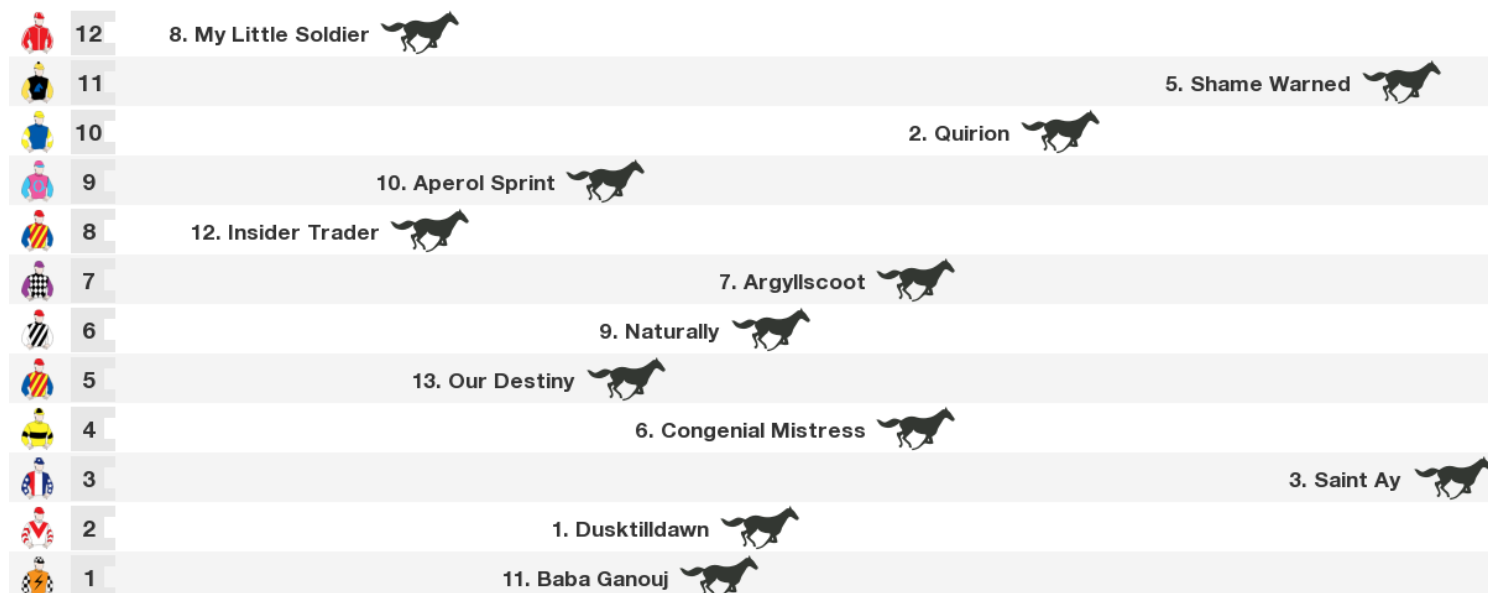 12 8. My Little Soldier
11 5. Shame Warned
10 2. Quirion
9 10. Aperol Sprint
8 12. Insider Trader
7 7. Argyllscoot
6 9. Naturally
5 13. Our Destiny
4 6. Congenial Mistress
3 3. Saint Ay
2 1. Dusktilldawn
1 11. Baba Ganouj